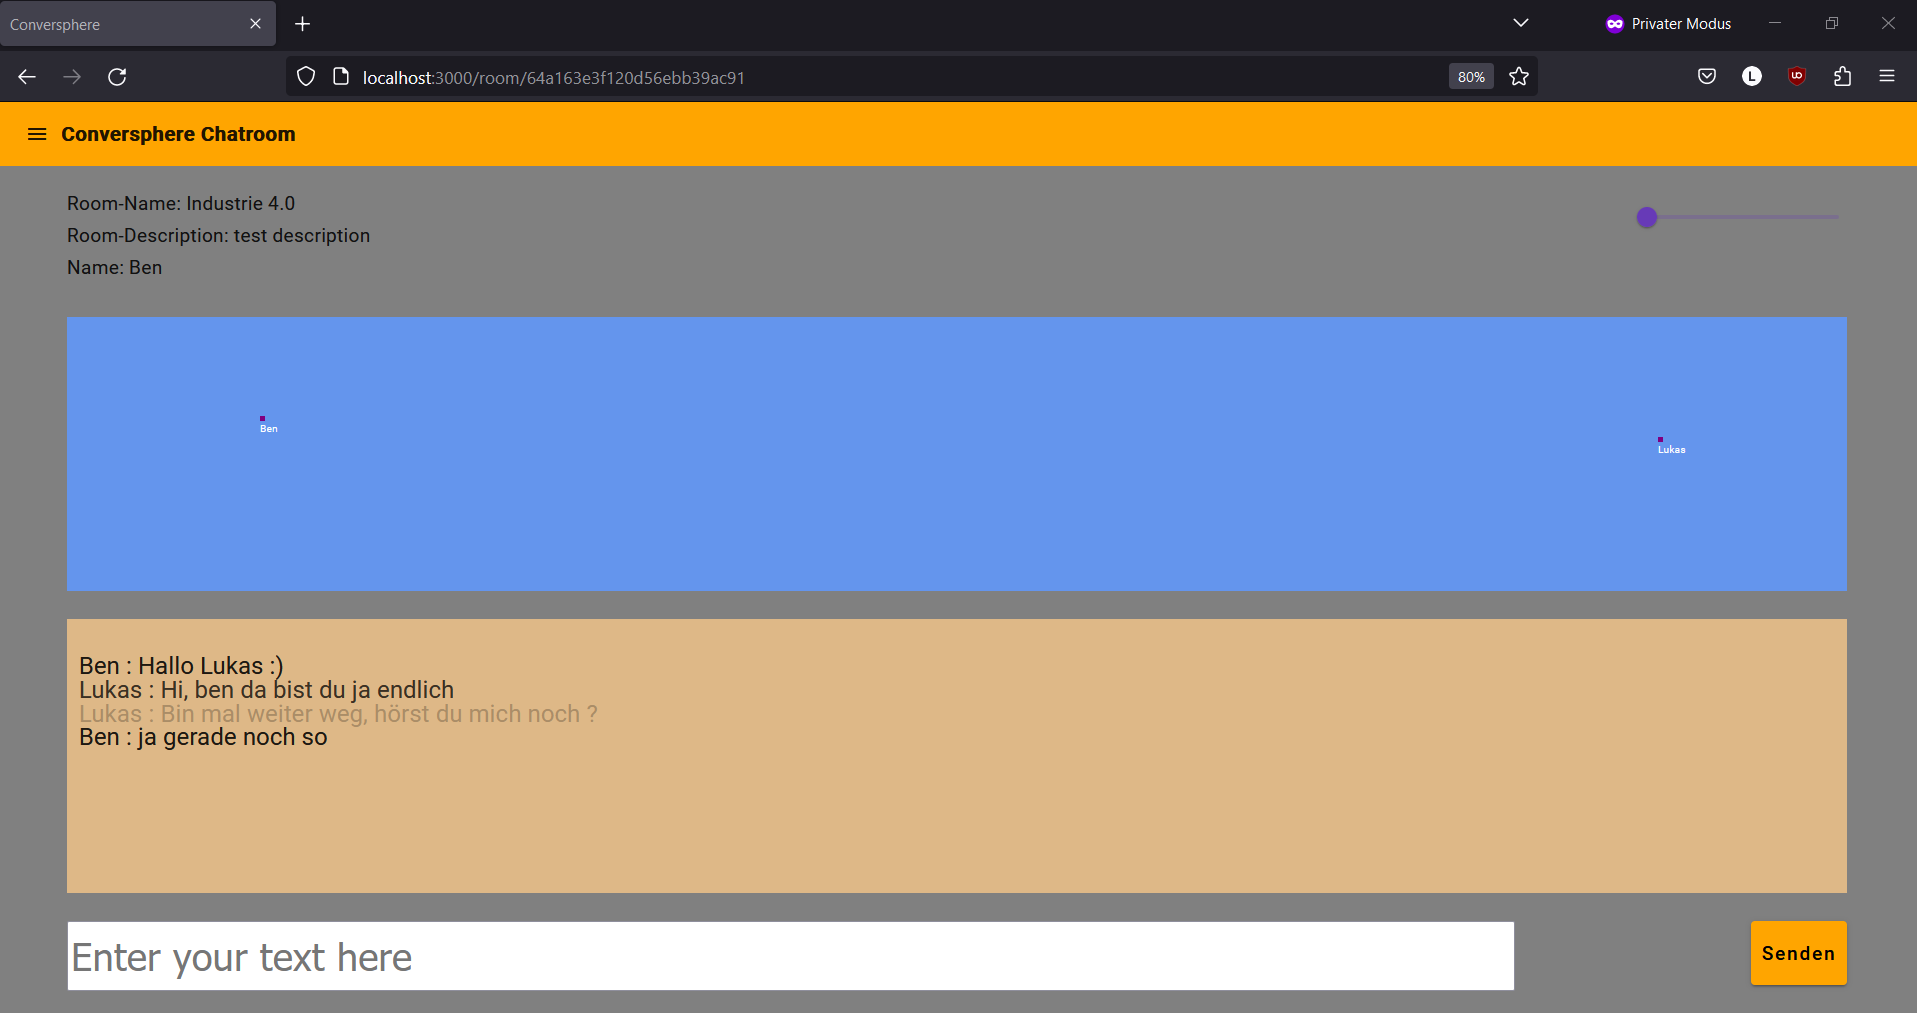 Conversphere
Privater Modus
localhost:3000/room/64a163e3f120d56ebb39ac91
80%
L
Conversphere Chatroom
Room-Name: Industrie 4.0
Room-Description: test description
Name: Ben
Ben
Lukas
Ben : Hallo Lukas :)
Lukas : Hi, ben da bist du ja endlich
Lukas : Bin mal weiter weg, hörst du mich noch ?
Ben : ja gerade noch so
Enter your text here
Senden